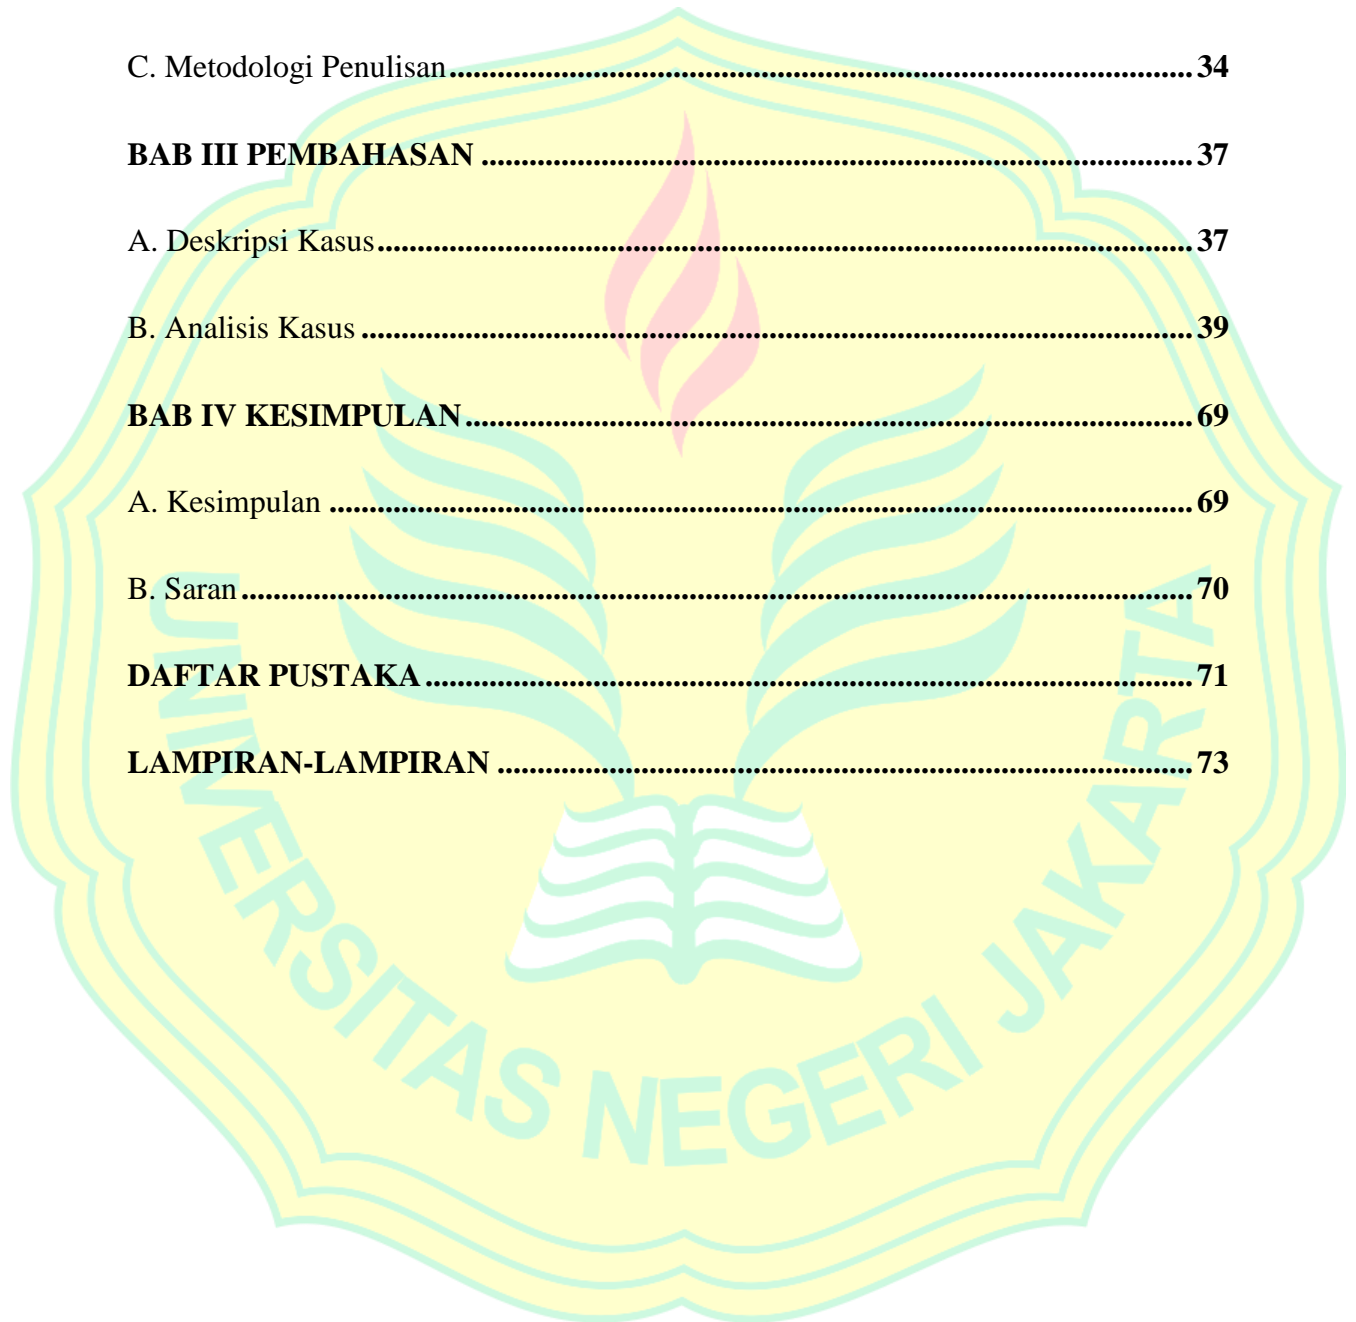 C. Metodologi Penulisan............................................................................................. 34
BAB III PEMBAHASAN ......................................................................................... 37
A. Deskripsi Kasus...................................................................................................... 37
B. Analisis Kasus ........................................................................................................ 39
BAB IV KESIMPULAN........................................................................................... 69
A. Kesimpulan ............................................................................................................ 69
B. Saran....................................................................................................................... 70
DAFTAR PUSTAKA ................................................................................................ 71
LAMPIRAN-LAMPIRAN ....................................................................................... 73
UNIVERSITAS NEGERI JAKARTA